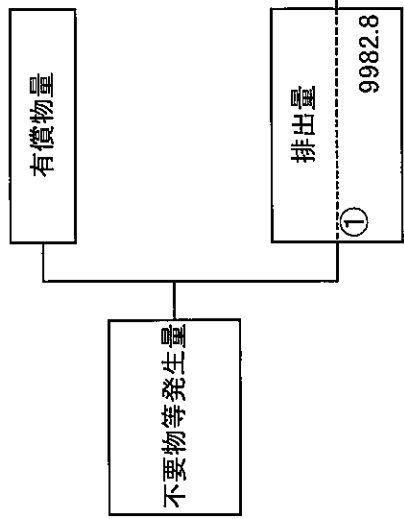 不要物等発生量
有償物量
排出量
①
9982.8